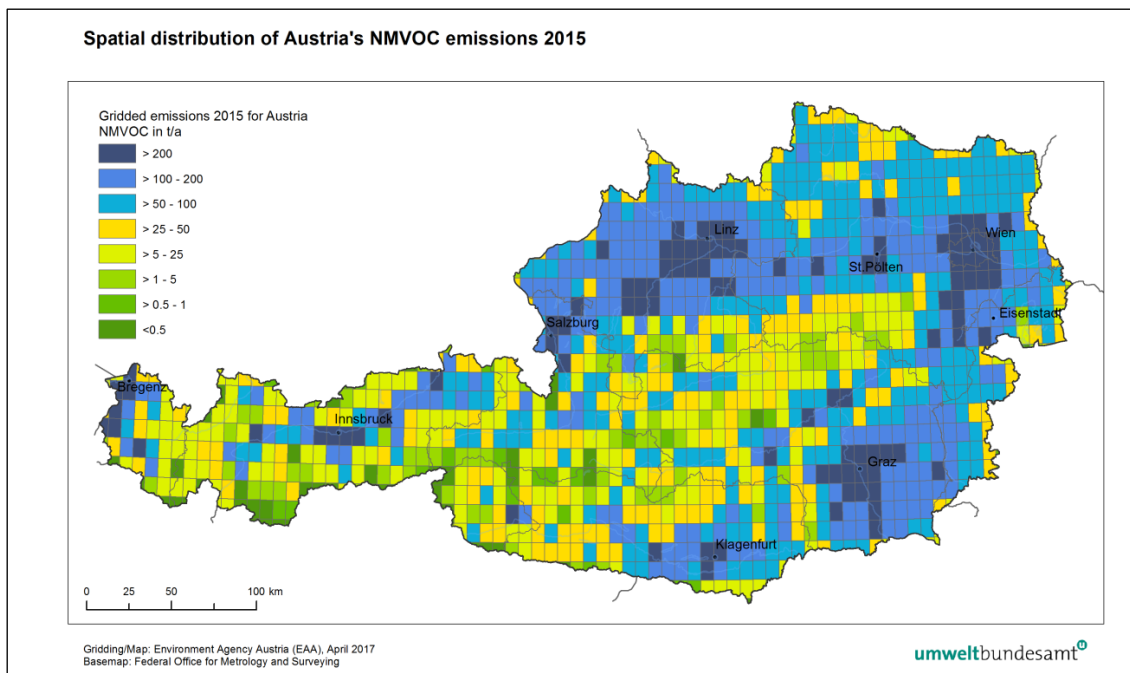 Spatial distribution of Austria's NMVOC emissions 2015
Gridded emissions 2015 for Austria
NMVOC in t/a
> 200
> 100 - 200
> 50 - 100
> 25 - 50
> 5 - 25
> 1 - 5
> 0.5 - 1
<0.5
Linz
Wien
St.Pölten
Eisenstadt
Salzburg
Bregenz
Innsbruck
Graz
Klagenfurt
0 25 50 100 km
Gridding/Map: Environment Agency Austria (EAA), April 2017
Basemap: Federal Office for Metrology and Surveying
umweltbundesamt